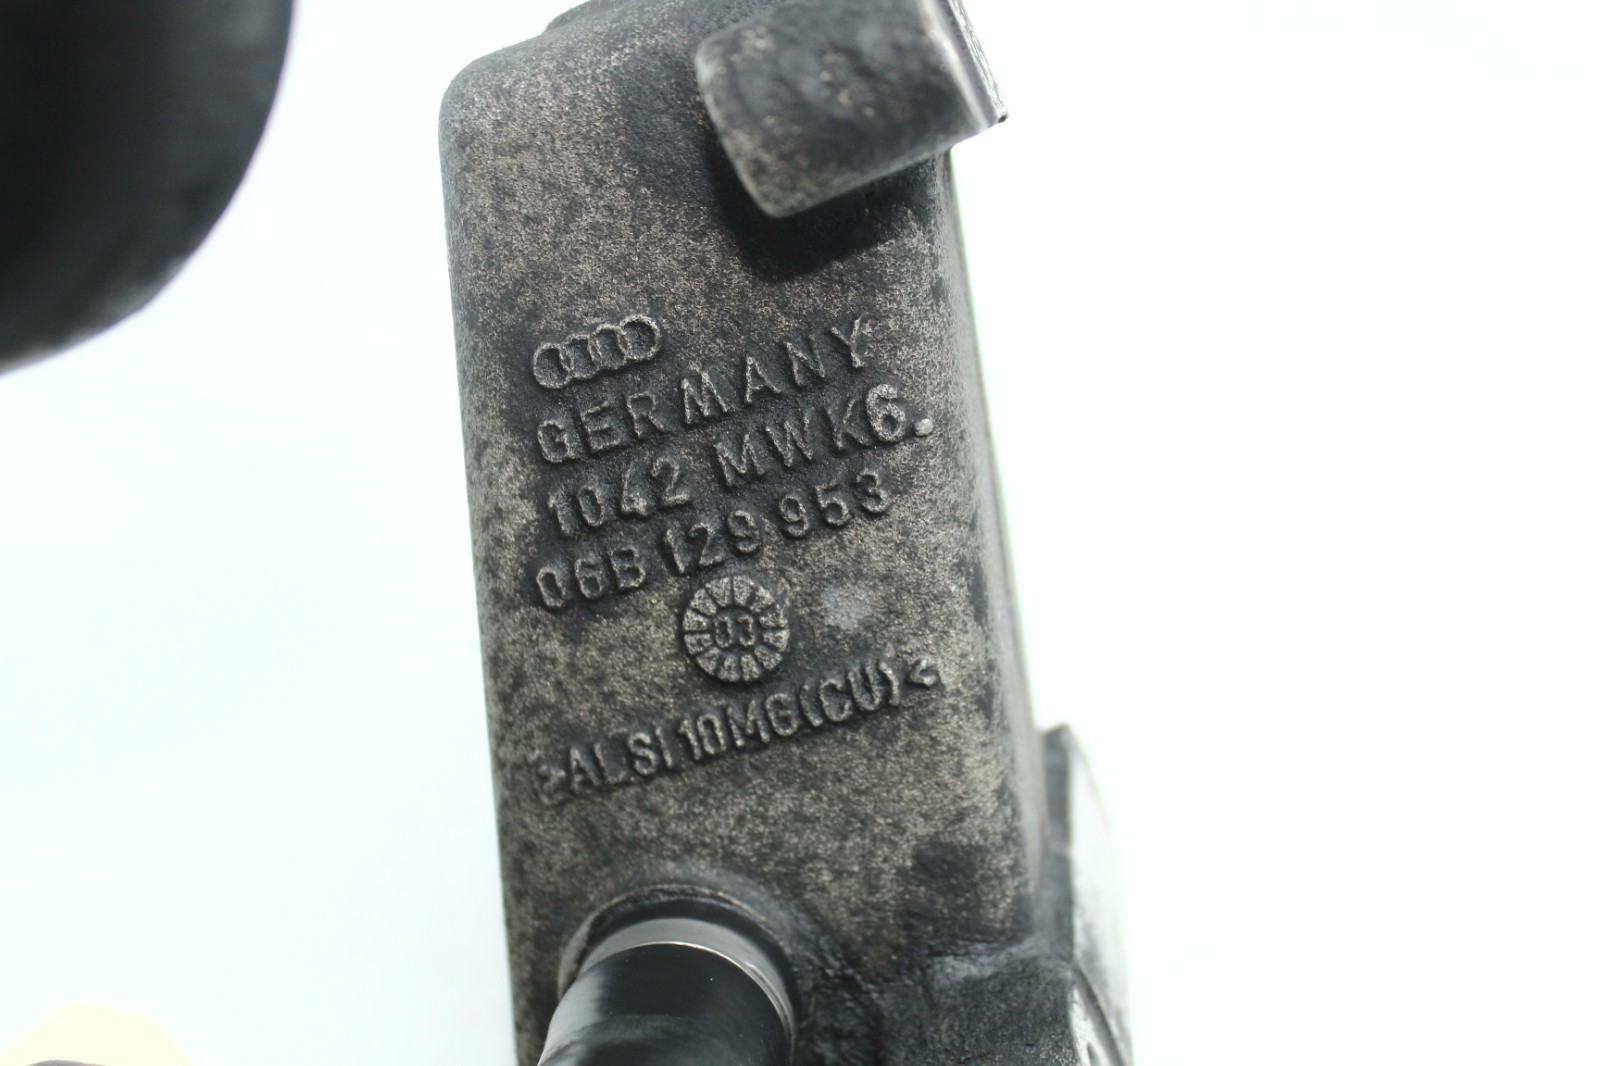 GERMANY
1042 MWK6.
06B 129 953
03
>ALSI10MG(CU)<